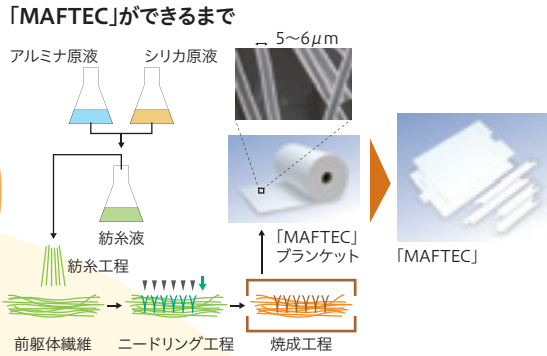 「MAFTEC」ができるまで
アルミナ原液
シリカ原液
5〜6μm
紡糸液
紡糸工程
「MAFTEC」
ブランケット
「MAFTEC」
前躯体繊維
ニードリング工程
焼成工程